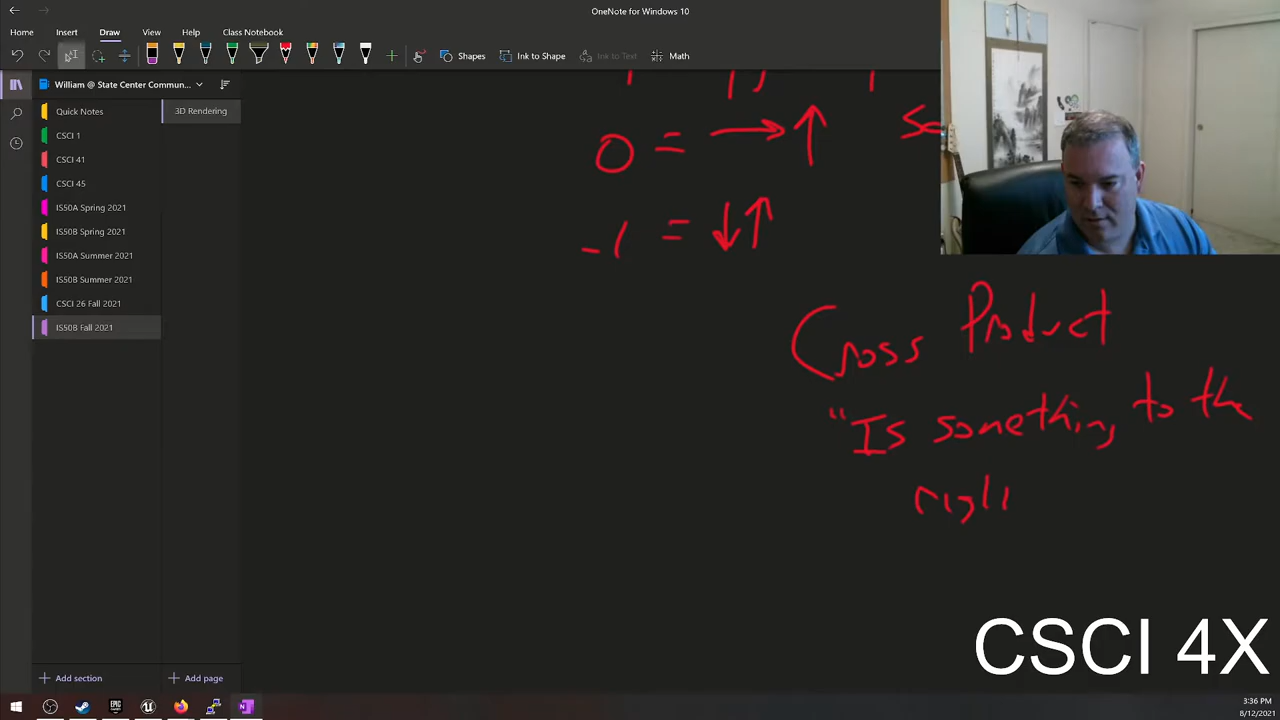 OneNote for Windows 10
Home Insert Draw View Help Class Notebook
Shapes Ink to Shape Ink to Text Math
William @ State Center Commun...
Quick Notes
CSCI 1
CSCI 41
CSCI 45
IS50A Spring 2021
IS50B Spring 2021
IS50A Summer 2021
IS50B Summer 2021
CSCI 26 Fall 2021
IS50B Fall 2021
3D Rendering
0 = → ↑
-1 = ↓↑
Cross Product
"Is something to the
right
CSCI 4X
Add section
Add page
EPIC
3:36 PM
8/12/2021